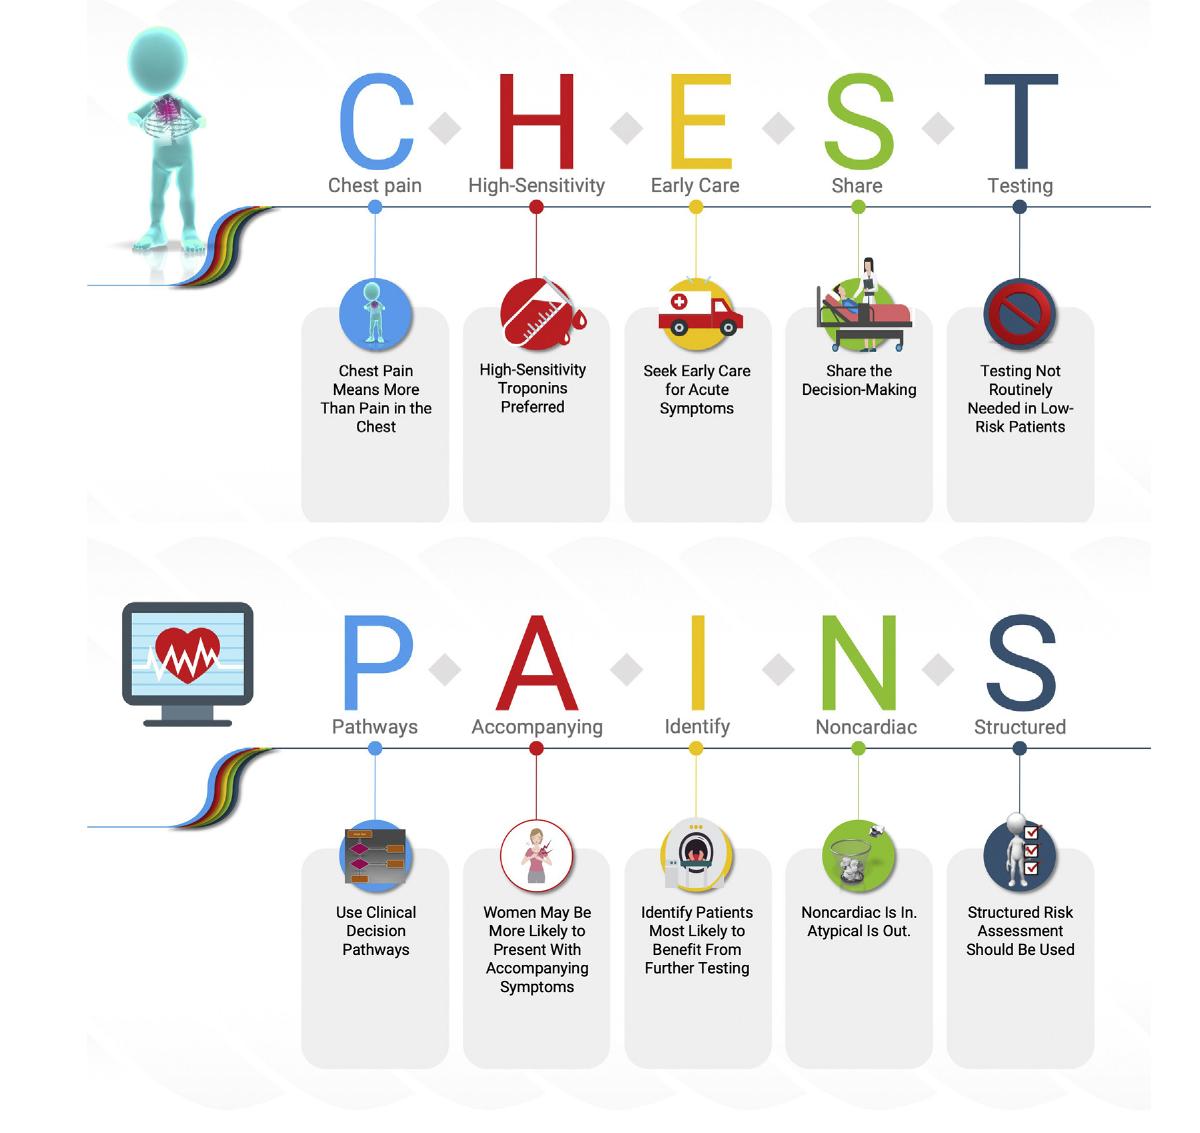 C H E S T
Chest pain High-Sensitivity Early Care Share Testing
Chest Pain
Means More
Than Pain in the
Chest
High-Sensitivity
Troponins
Preferred
Seek Early Care
for Acute
Symptoms
Share the
Decision-Making
Testing Not
Routinely
Needed in Low-
Risk Patients
P A I N S
Pathways Accompanying Identify Noncardiac Structured
Use Clinical
Decision
Pathways
Women May Be
More Likely to
Present With
Accompanying
Symptoms
Identify Patients
Most Likely to
Benefit From
Further Testing
Noncardiac Is In.
Atypical Is Out.
Structured Risk
Assessment
Should Be Used